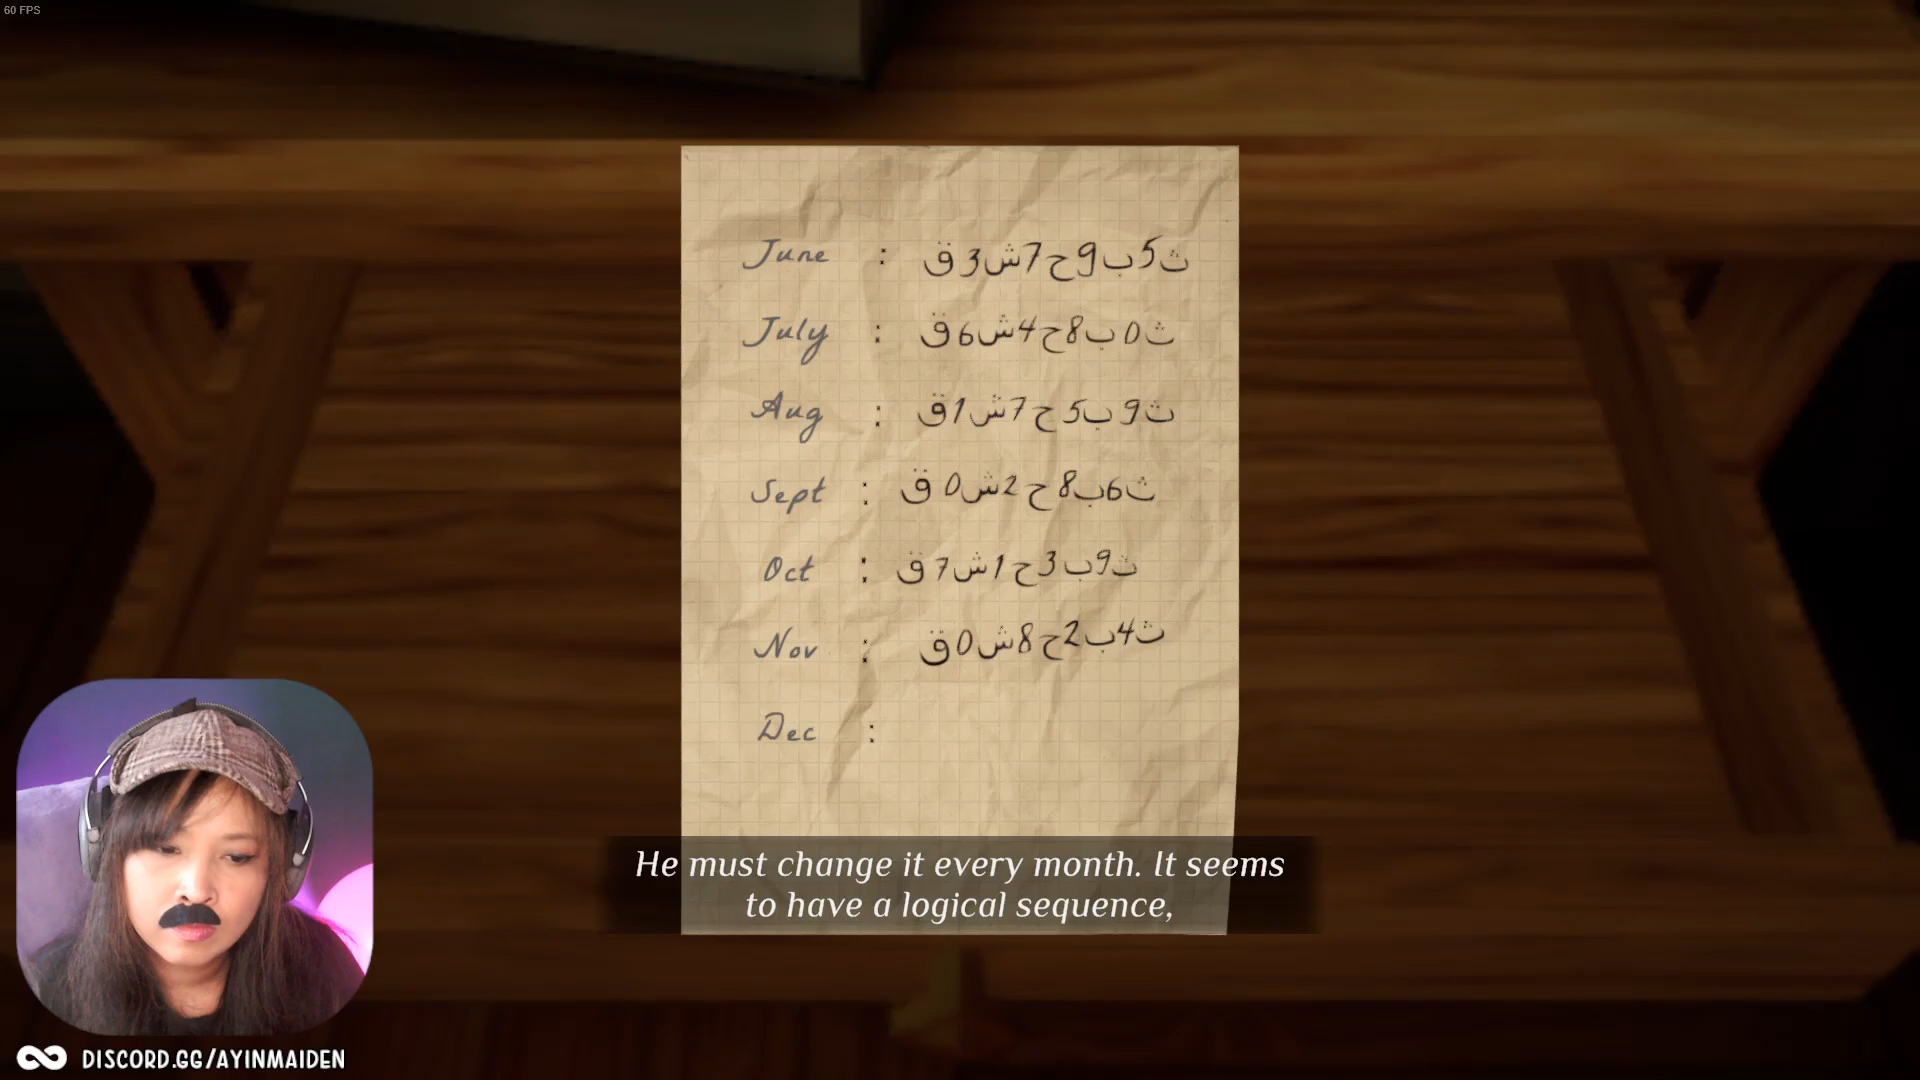 60 FPS
June : ث5ب9ح7ش3ق
July : ث0ب8ح4ش6ق
Aug : ث9ب5ح7ش1ق
Sept : ث6ب8ح2ش0ق
Oct : ث9ب3ح1ش7ق
Nov : ث4ب2ح8ش0ق
Dec :
He must change it every month. It seems
to have a logical sequence,
DISCORD.GG/AYINMAIDEN